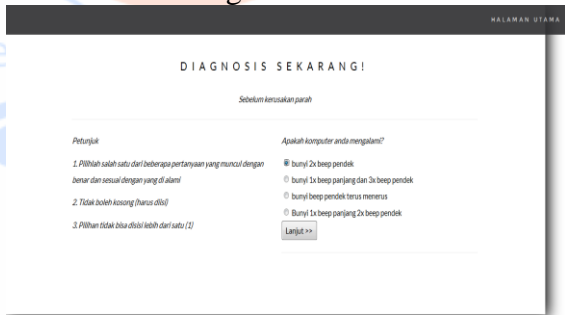 HALAMAN UTAMA
DIAGNOSIS SEKARANG!
Sebelum kerusakan parah
Petunjuk
1. Pilihlah salah satu dari beberapa pertanyaan yang muncul dengan
benar dan sesuai dengan yang di alami
2. Tidak boleh kosong (harus diisi)
3. Pilihan tidak bisa disisi lebih dari satu (1)
Apakah komputer anda mengalami?
bunyi 2x beep pendek
bunyi 1x beep panjang dan 3x beep pendek
bunyi beep pendek terus menerus
Bunyi 1x beep panjang 2x beep pendek
Lanjut >>